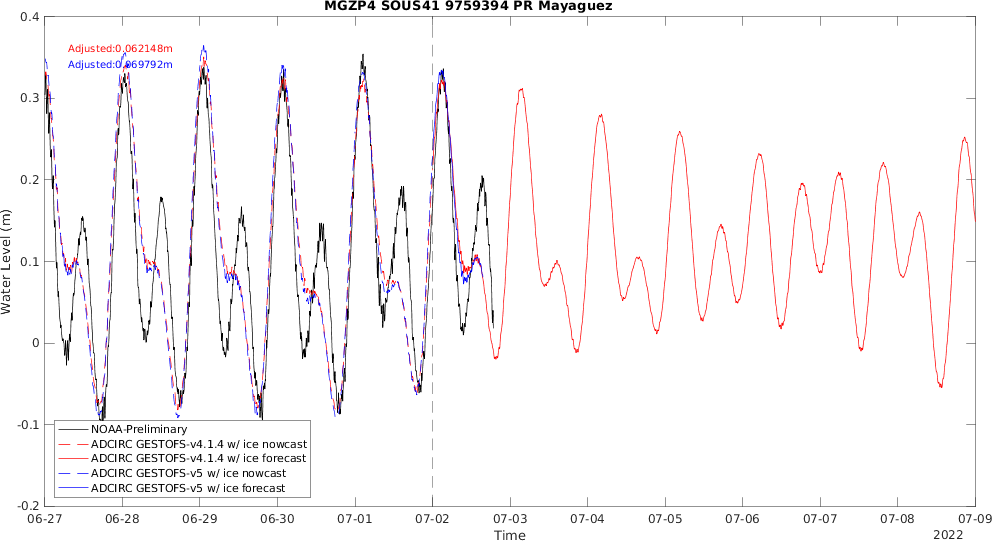 MGZP4 SOUS41 9759394 PR Mayaguez
0.4
0.3
0.2
0.1
0
-0.1
-0.2
Water Level (m)
Adjusted:0.062148m
Adjusted:0.069792m
NOAA-Preliminary
ADCIRC GESTOFS-v4.1.4 w/ ice nowcast
ADCIRC GESTOFS-v4.1.4 w/ ice forecast
ADCIRC GESTOFS-v5 w/ ice nowcast
ADCIRC GESTOFS-v5 w/ ice forecast
06-27 06-28 06-29 06-30 07-01 07-02 07-03 07-04 07-05 07-06 07-07 07-08 07-09
Time
2022